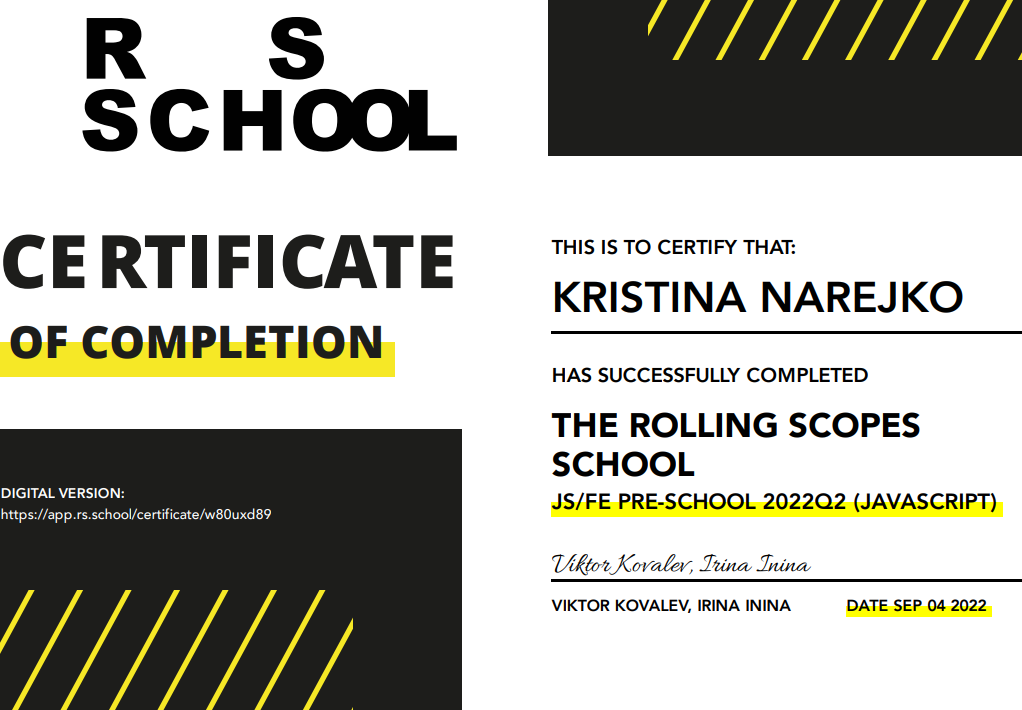 R S
SCHOOL
CERTIFICATE
OF COMPLETION
DIGITAL VERSION:
https://app.rs.school/certificate/w80uxd89
THIS IS TO CERTIFY THAT:
KRISTINA NAREJKO
HAS SUCCESSFULLY COMPLETED
THE ROLLING SCOPES
SCHOOL
JS/FE PRE-SCHOOL 2022Q2 (JAVASCRIPT)
Viktor Kovalev, Irina Inina
VIKTOR KOVALEV, IRINA ININA DATE SEP 04 2022